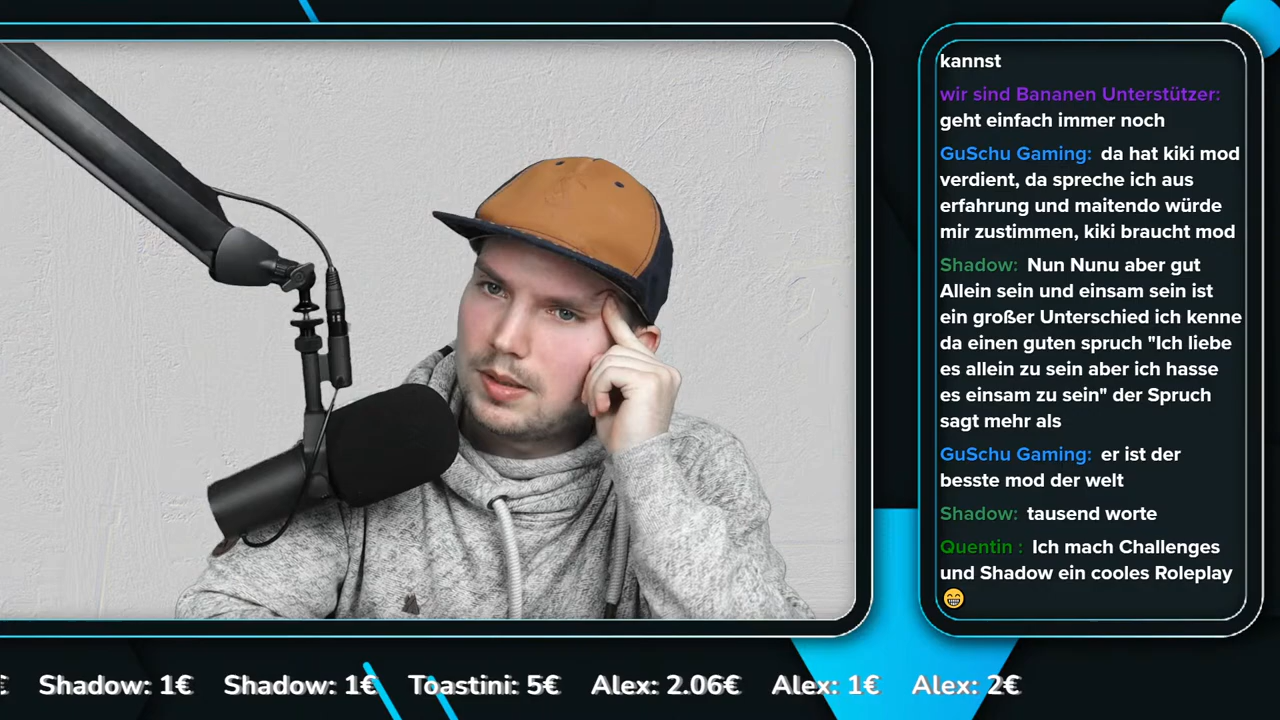 kannst
wir sind Bananen Unterstützer:
geht einfach immer noch
GuSchu Gaming: da hat kiki mod
verdient, da spreche ich aus
erfahrung und maitendo würde
mir zustimmen, kiki braucht mod
Shadow: Nun Nunu aber gut
Allein sein und einsam sein ist
ein großer Unterschied ich kenne
da einen guten spruch "Ich liebe
es allein zu sein aber ich hasse
es einsam zu sein" der Spruch
sagt mehr als
GuSchu Gaming: er ist der
besste mod der welt
Shadow: tausend worte
Quentin : Ich mach Challenges
und Shadow ein cooles Roleplay
😁
€ Shadow: 1€ Shadow: 1€ Toastini: 5€ Alex: 2.06€ Alex: 1€ Alex: 2€